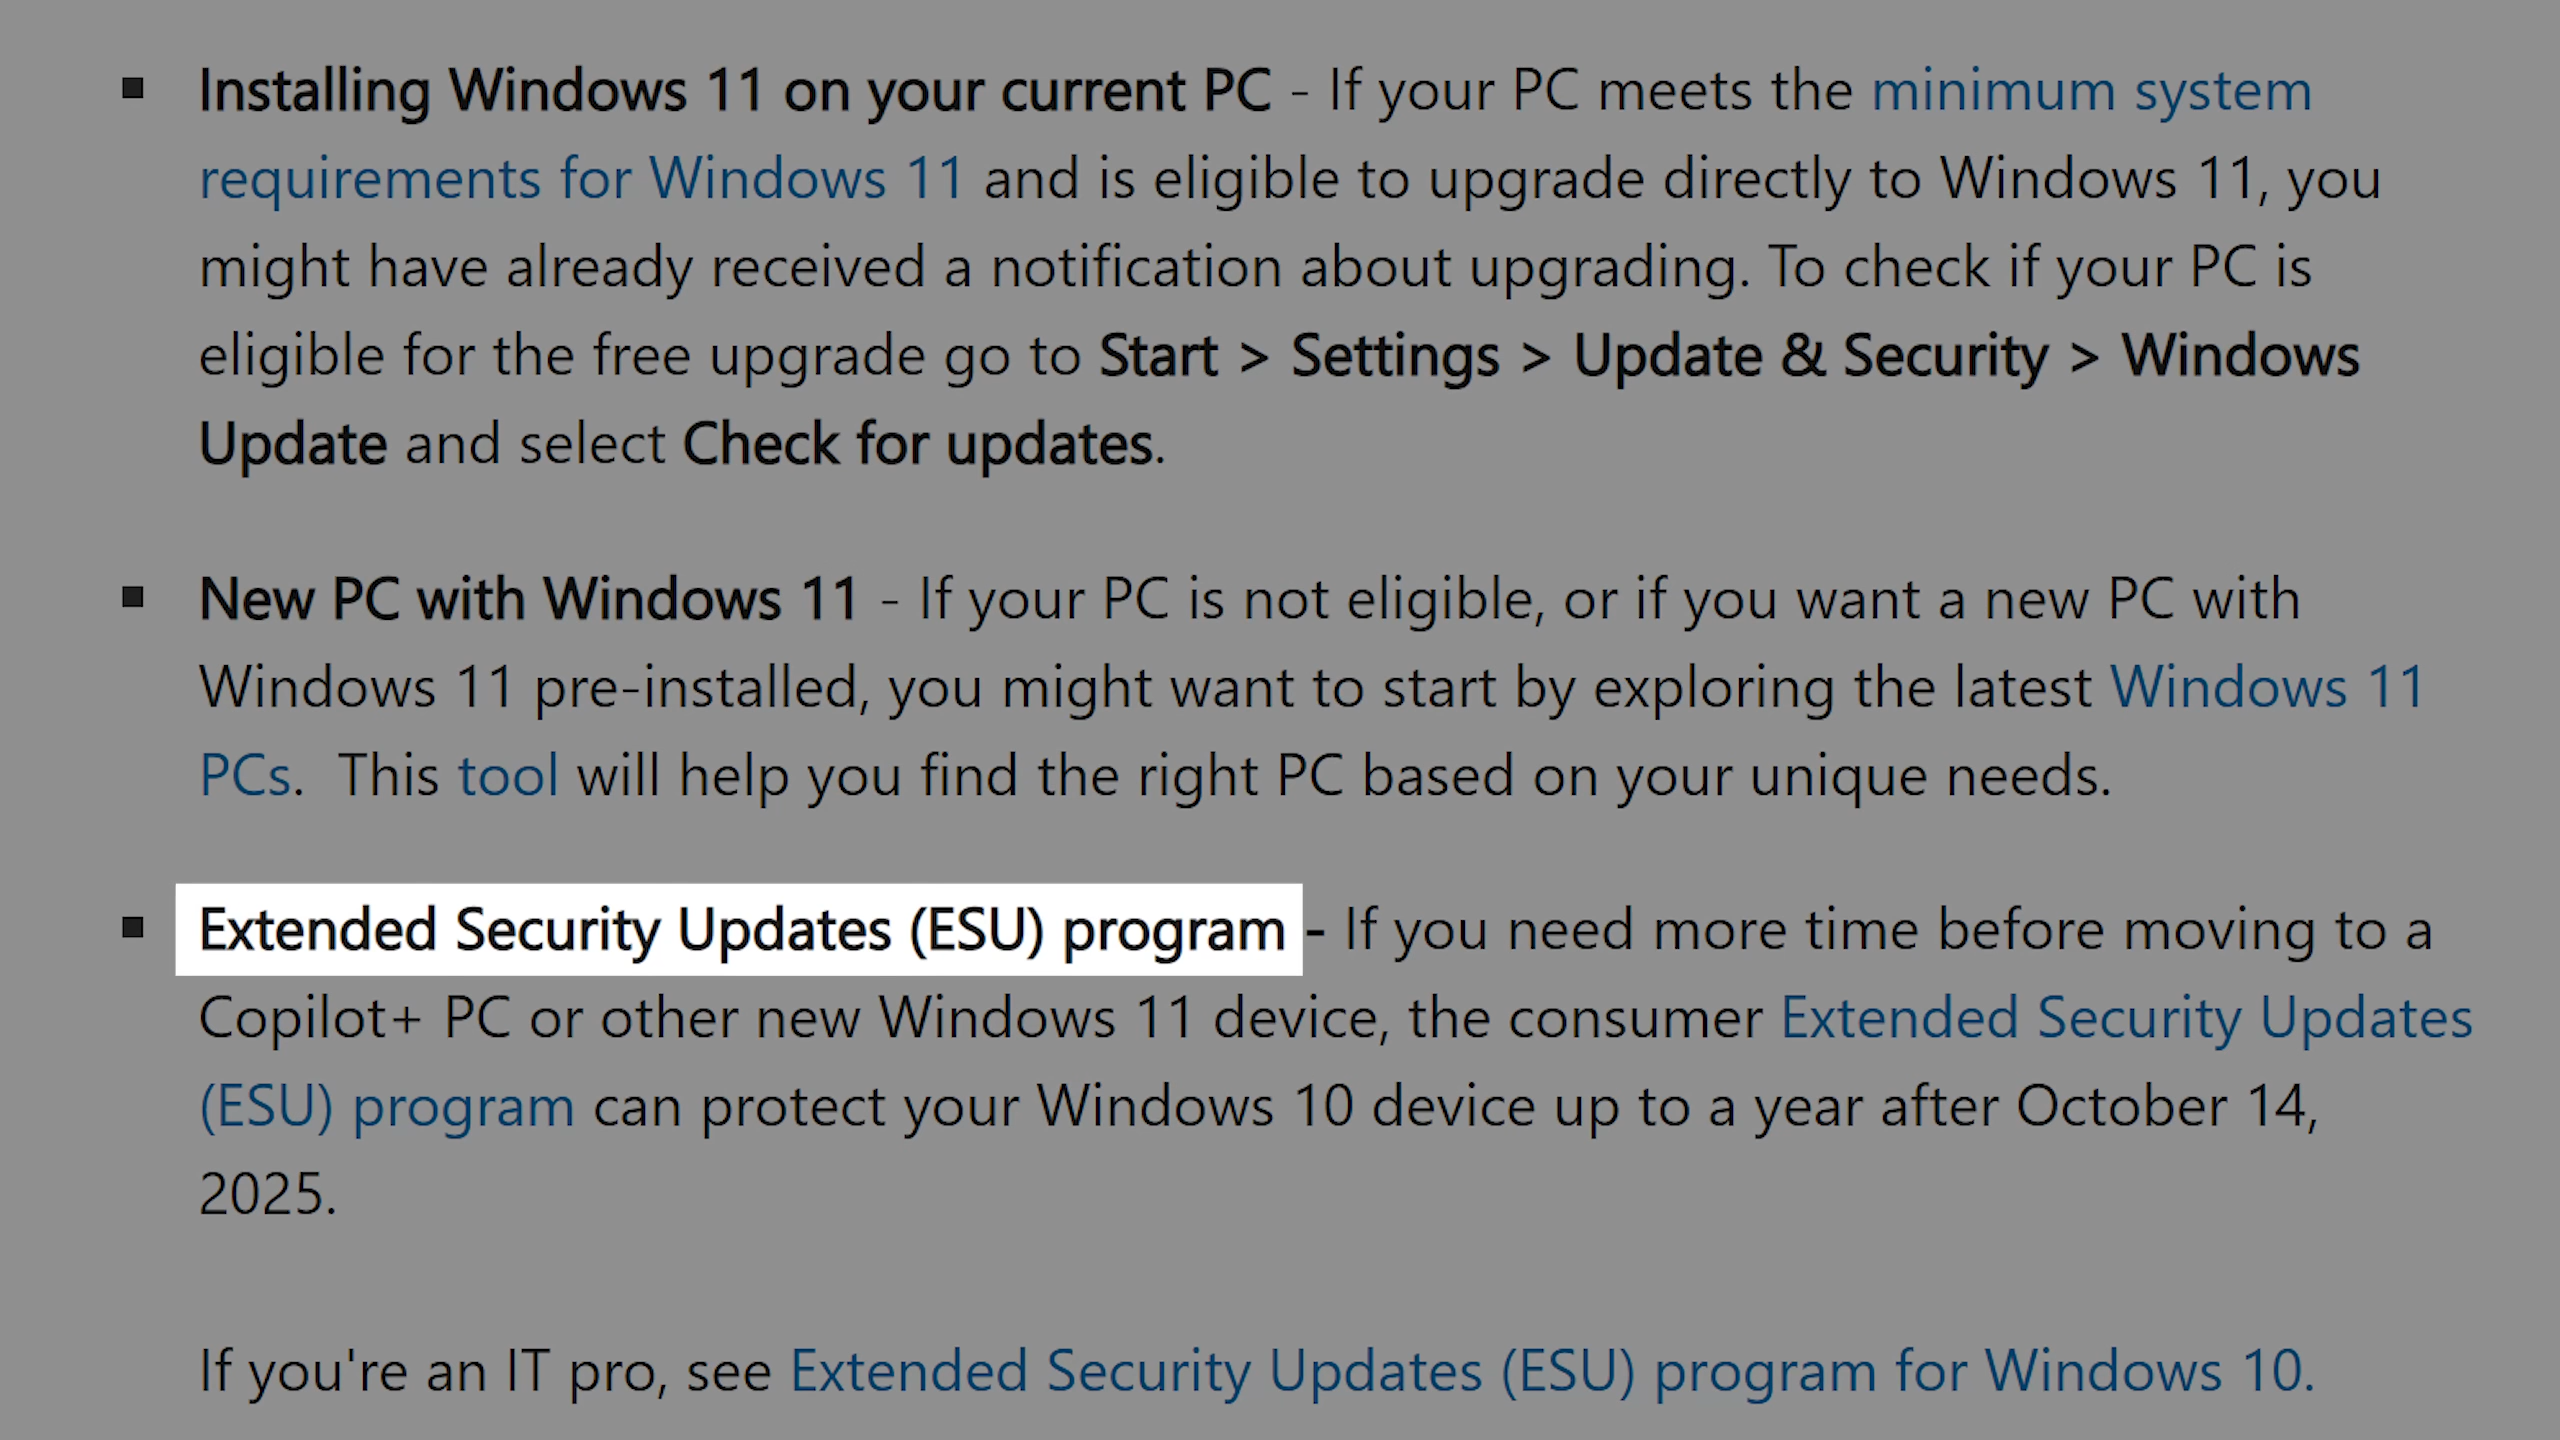 Installing Windows 11 on your current PC - If your PC meets the minimum system
requirements for Windows 11 and is eligible to upgrade directly to Windows 11, you
might have already received a notification about upgrading. To check if your PC is
eligible for the free upgrade go to Start > Settings > Update & Security > Windows
Update and select Check for updates.
New PC with Windows 11 - If your PC is not eligible, or if you want a new PC with
Windows 11 pre-installed, you might want to start by exploring the latest Windows 11
PCs.  This tool will help you find the right PC based on your unique needs.
Extended Security Updates (ESU) program - If you need more time before moving to a
Copilot+ PC or other new Windows 11 device, the consumer Extended Security Updates
(ESU) program can protect your Windows 10 device up to a year after October 14,
2025.
If you're an IT pro, see Extended Security Updates (ESU) program for Windows 10.